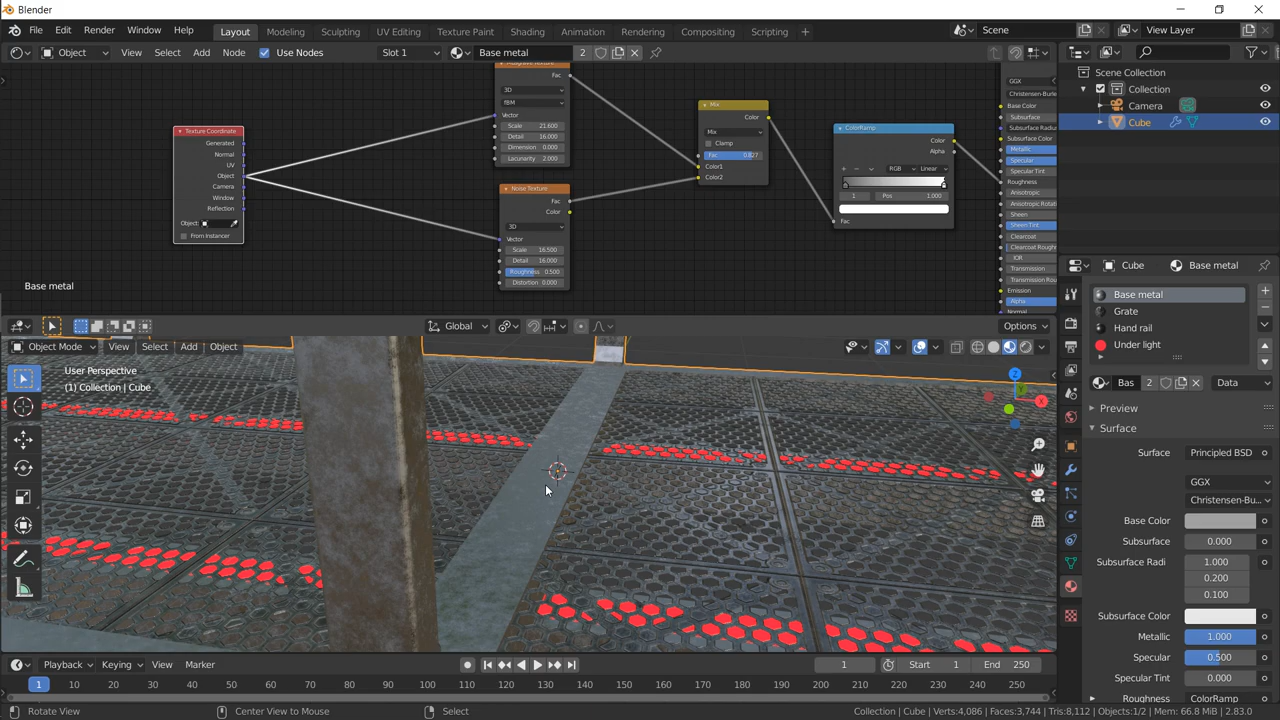 Blender
File Edit Render Window Help Layout Modeling Sculpting UV Editing Texture Paint Shading Animation Rendering Compositing Scripting + Scene View Layer
Object View Select Add Node Use Nodes Slot 1 Base metal 2
Scene Collection
Collection
Camera
Cube
Texture Coordinate
Generated
Normal
UV
Object
Camera
Window
Reflection
Object:
From Instancer
Fac
3D
fBM
Vector
Scale 21.600
Detail 16.000
Dimension 0.000
Lacunarity 2.000
Noise Texture
Fac
Color
3D
Vector
Scale 16.500
Detail 16.000
Roughness 0.500
Distortion 0.000
Mix
Color
Mix
Clamp
Fac 0.827
Color1
Color2
ColorRamp
Color
Alpha
RGB Linear
1 Pos 1.000
Fac
GGX
Christensen-Burle
Base Color
Subsurface
Subsurface Radiu
Subsurface Color
Metallic
Specular
Specular Tint
Roughness
Anisotropic
Anisotropic Rotat
Sheen
Sheen Tint
Clearcoat
Clearcoat Rough
IOR
Transmission
Transmission Rou
Emission
Alpha
Normal
Base metal
Global Options
Object Mode View Select Add Object
User Perspective
(1) Collection | Cube
Z
X
Cube Base metal
Base metal
Grate
Hand rail
Under light
Bas 2 Data
Preview
Surface
Surface Principled BSD
GGX
Christensen-Bu...
Base Color
Subsurface 0.000
Subsurface Radi 1.000
0.200
0.100
Subsurface Color
Metallic 1.000
Specular 0.500
Specular Tint 0.000
Roughness ColorRamp
Playback Keying View Marker 1 Start 1 End 250
1 10 20 30 40 50 60 70 80 90 100 110 120 130 140 150 160 170 180 190 200 210 220 230 240 250
Rotate View Center View to Mouse Select Collection | Cube | Verts:4,086 | Faces:3,744 | Tris:8,112 | Objects:1/2 | Mem: 66.8 MiB | 2.83.0